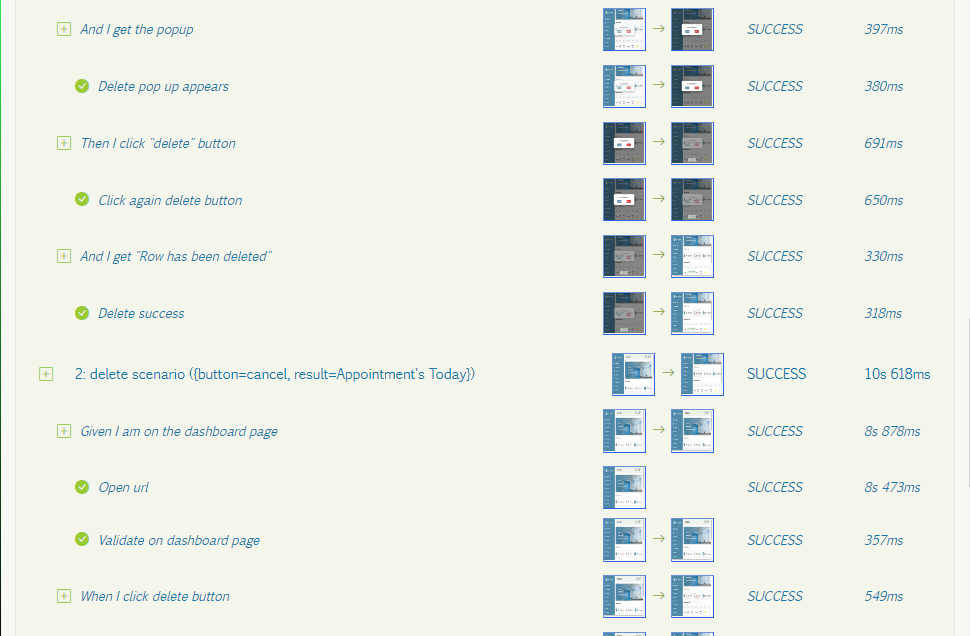 And I get the popup SUCCESS 397ms
Delete pop up appears SUCCESS 380ms
Then I click "delete" button SUCCESS 691ms
Click again delete button SUCCESS 650ms
And I get "Row has been deleted" SUCCESS 330ms
Delete success SUCCESS 318ms
2: delete scenario ({button=cancel, result=Appointment's Today}) SUCCESS 10s 618ms
Given I am on the dashboard page SUCCESS 8s 878ms
Open url SUCCESS 8s 473ms
Validate on dashboard page SUCCESS 357ms
When I click delete button SUCCESS 549ms